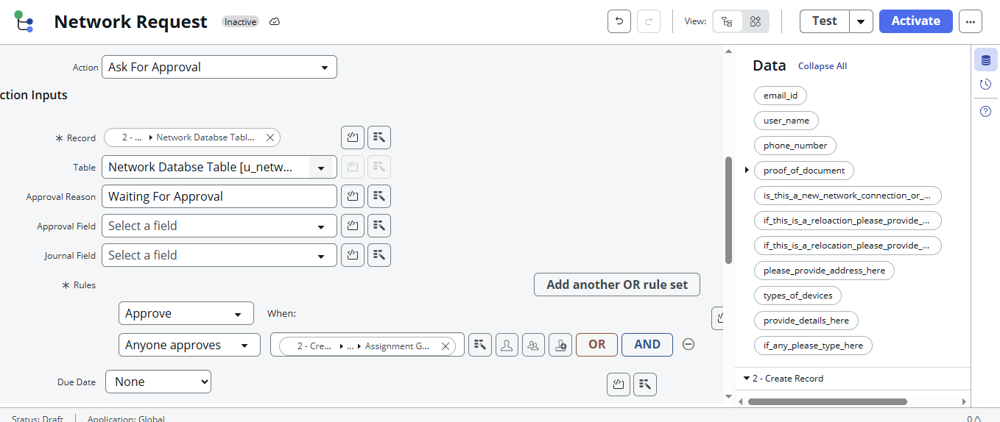 Network Request
Inactive
View:
Test
Activate
Action
Ask For Approval
ction Inputs
Record
2 - ...
Network Databse Tabl...
Table
Network Databse Table [u_netw...
Approval Reason
Waiting For Approval
Approval Field
Select a field
Journal Field
Select a field
Rules
Add another OR rule set
Approve
When:
Anyone approves
2 - Cre...
...
Assignment G...
OR
AND
Due Date
None
Data
Collapse All
email_id
user_name
phone_number
proof_of_document
is_this_a_new_network_connection_or_...
if_this_is_a_reloaction_please_provide_...
if_this_is_a_relocation_please_provide_...
please_provide_address_here
types_of_devices
provide_details_here
if_any_please_type_here
2 - Create Record
Status: Draft
Application: Global
0